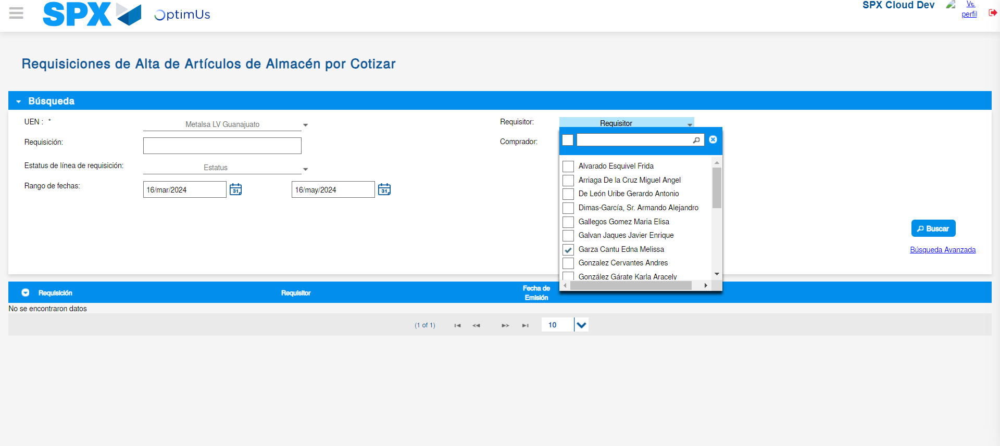 SPX OptimUs
SPX Cloud Dev
Ve
perfil
Requisiciones de Alta de Artículos de Almacén por Cotizar
Búsqueda
UEN : * Metalsa LV Guanajuato
Requisitor: Requisitor
Requisición:
Comprador:
Estatus de línea de requisición: Estatus
Rango de fechas: 16/mar/2024 31 16/may/2024 31
Alvarado Esquivel Frida
Arriaga De la Cruz Miguel Angel
De León Uribe Gerardo Antonio
Dimas-García, Sr. Armando Alejandro
Gallegos Gomez Maria Elisa
Galvan Jaques Javier Enrique
Garza Cantu Edna Melissa
Gonzalez Cervantes Andres
González Gárate Karla Aracely
Buscar
Búsqueda Avanzada
Requisición Requisitor Fecha de
Emisión
No se encontraron datos
(1 of 1) 10